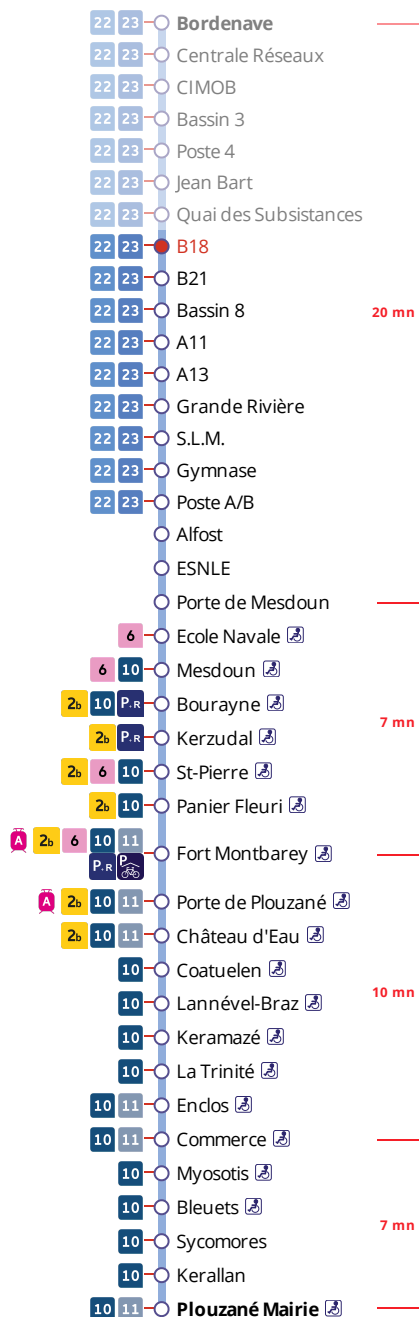 22 23 Bordenave
22 23 Centrale Réseaux
22 23 CIMOB
22 23 Bassin 3
22 23 Poste 4
22 23 Jean Bart
22 23 Quai des Subsistances
22 23 B18
22 23 B21
22 23 Bassin 8 20 mn
22 23 A11
22 23 A13
22 23 Grande Rivière
22 23 S.L.M.
22 23 Gymnase
22 23 Poste A/B
Alfost
ESNLE
Porte de Mesdoun
6 Ecole Navale
6 10 Mesdoun
2b 10 P+R Bourayne 7 mn
2b P+R Kerzudal
2b 6 10 St-Pierre
2b 10 Panier Fleuri
A 2b 6 10 11
P+R P Fort Montbarey
A 2b 10 11 Porte de Plouzané
2b 10 11 Château d'Eau
10 Coatuelen
10 Lannével-Braz 10 mn
10 Keramazé
10 La Trinité
10 11 Enclos
10 11 Commerce
10 Myosotis
10 Bleuets 7 mn
10 Sycomores
10 Kerallan
10 11 Plouzané Mairie